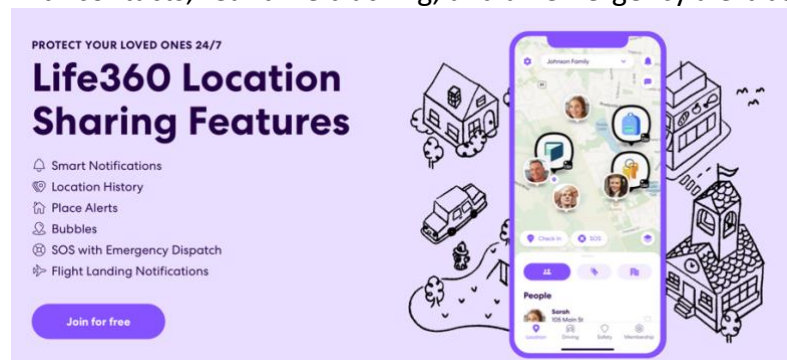 PROTECT YOUR LOVED ONES 24/7
Life360 Location
Sharing Features
Smart Notifications
Location History
Place Alerts
Bubbles
SOS with Emergency Dispatch
Flight Landing Notifications
Join for free
Johnson Family
Check in
SOS
People
Sarah
105 Main St
Location Driving Safety Membership